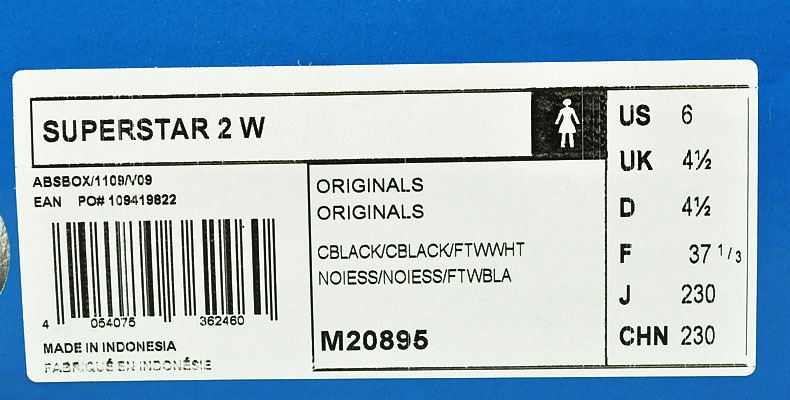 SUPERSTAR 2 W
ABSBOX/1109/V09
EAN PO# 109419822
4 054075 362460
MADE IN INDONESIA
FABRIQUÉ EN INDONÉSIE
ORIGINALS
ORIGINALS
CBLACK/CBLACK/FTWWHT
NOIESS/NOIESS/FTWBLA
M20895
US 6
UK 4½
D 4½
F 37 1/3
J 230
CHN 230